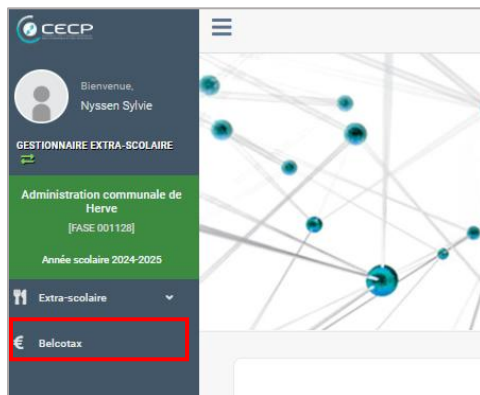 CECP
Bienvenue,
Nyssen Sylvie
GESTIONNAIRE EXTRA-SCOLAIRE
Administration communale de
Herve
[FASE 001128]
Année scolaire 2024-2025
Extra-scolaire
€ Belcotax